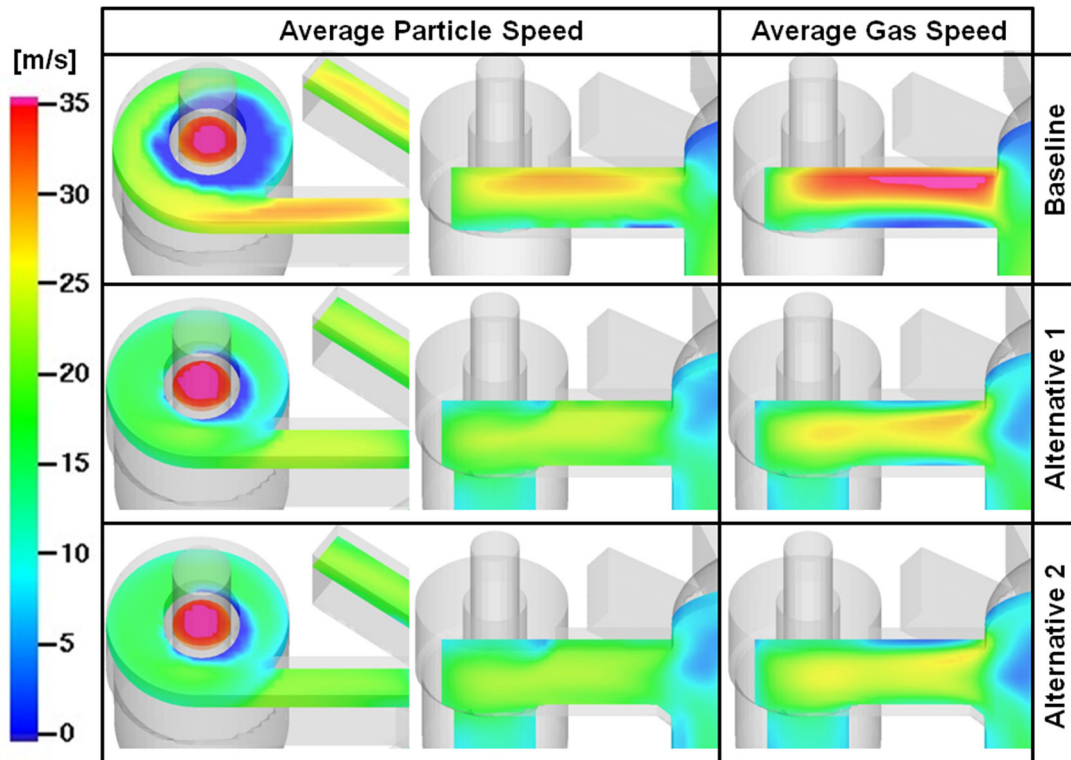 Average Particle Speed
Average Gas Speed
[m/s]
35
30
25
20
15
10
5
0
Baseline
Alternative 1
Alternative 2